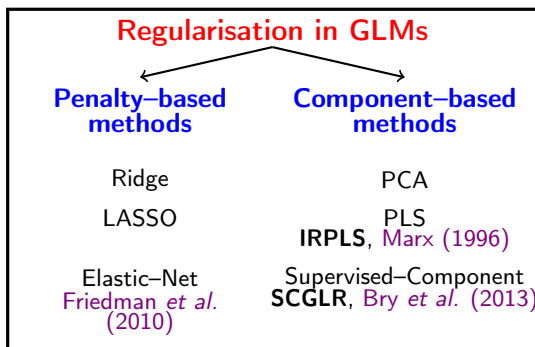 Regularisation in GLMs
Penalty–based
methods
Ridge
LASSO
Elastic–Net
Friedman et al.
(2010)
Component–based
methods
PCA
PLS
IRPLS, Marx (1996)
Supervised–Component
SCGLR, Bry et al. (2013)